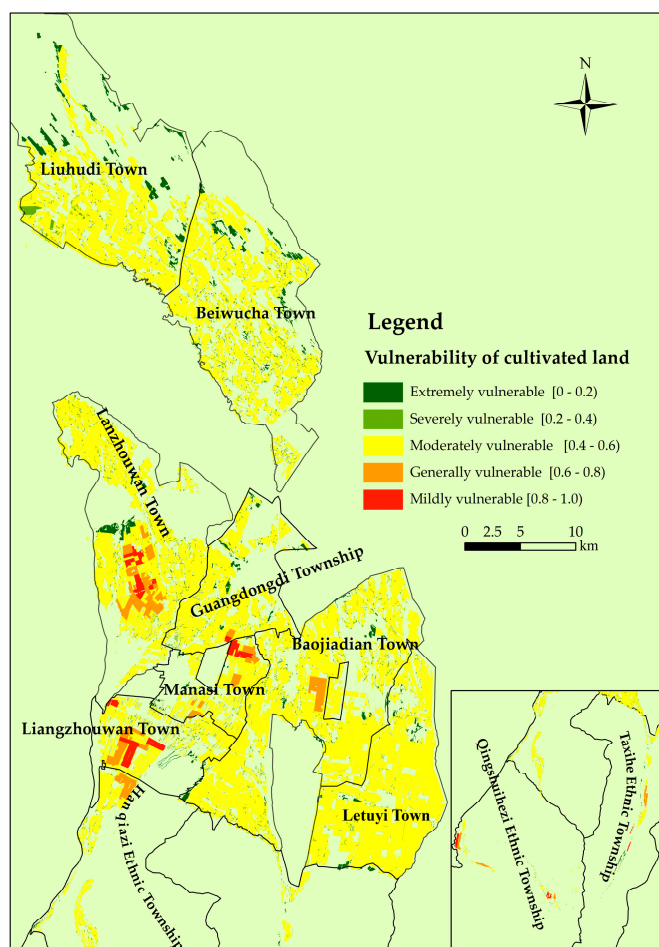 N
Liuhudi Town
Beiwucha Town
Legend
Vulnerability of cultivated land
Extremely vulnerable [0 - 0.2)
Severely vulnerable [0.2 - 0.4)
Moderately vulnerable [0.4 - 0.6)
Generally vulnerable [0.6 - 0.8)
Mildly vulnerable [0.8 - 1.0)
0 2.5 5 10
km
Lanzhouwan Town
Guangdongdi Township
Baojiadian Town
Manasi Town
Liangzhouwan Town
Letuyi Town
Hanqiazi Ethnic Township
Qingshuihezi Ethnic Township
Taxihe Ethnic Township